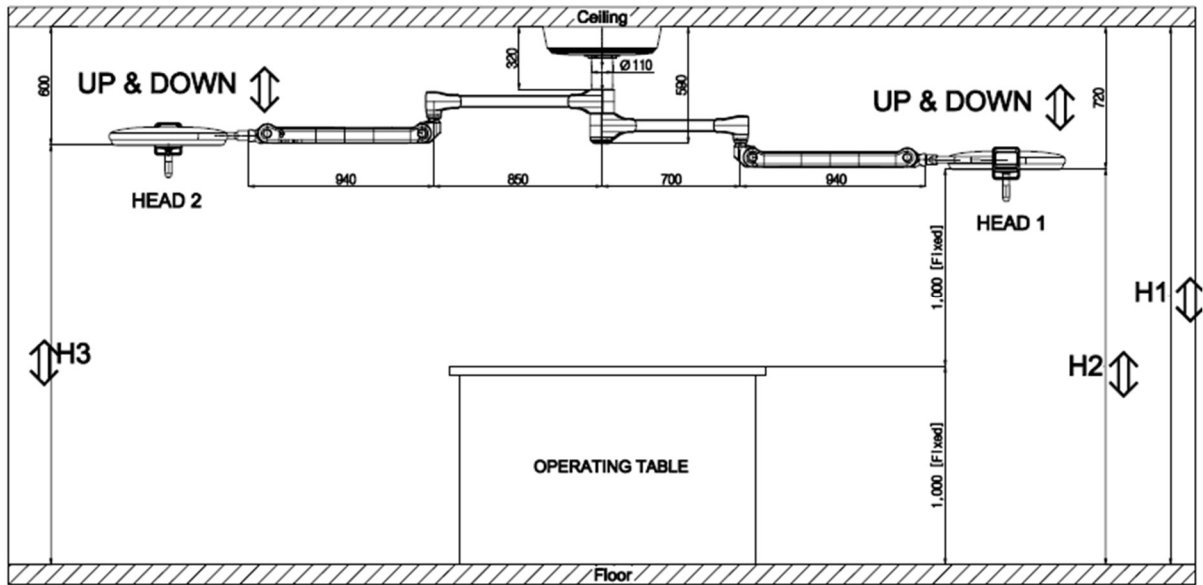 Ceiling
600
UP & DOWN
320
Ø110
590
UP & DOWN
720
HEAD 2
940
850
700
940
HEAD 1
1,000 [Fixed]
H1
H3
H2
OPERATING TABLE
1,000 [Fixed]
Floor